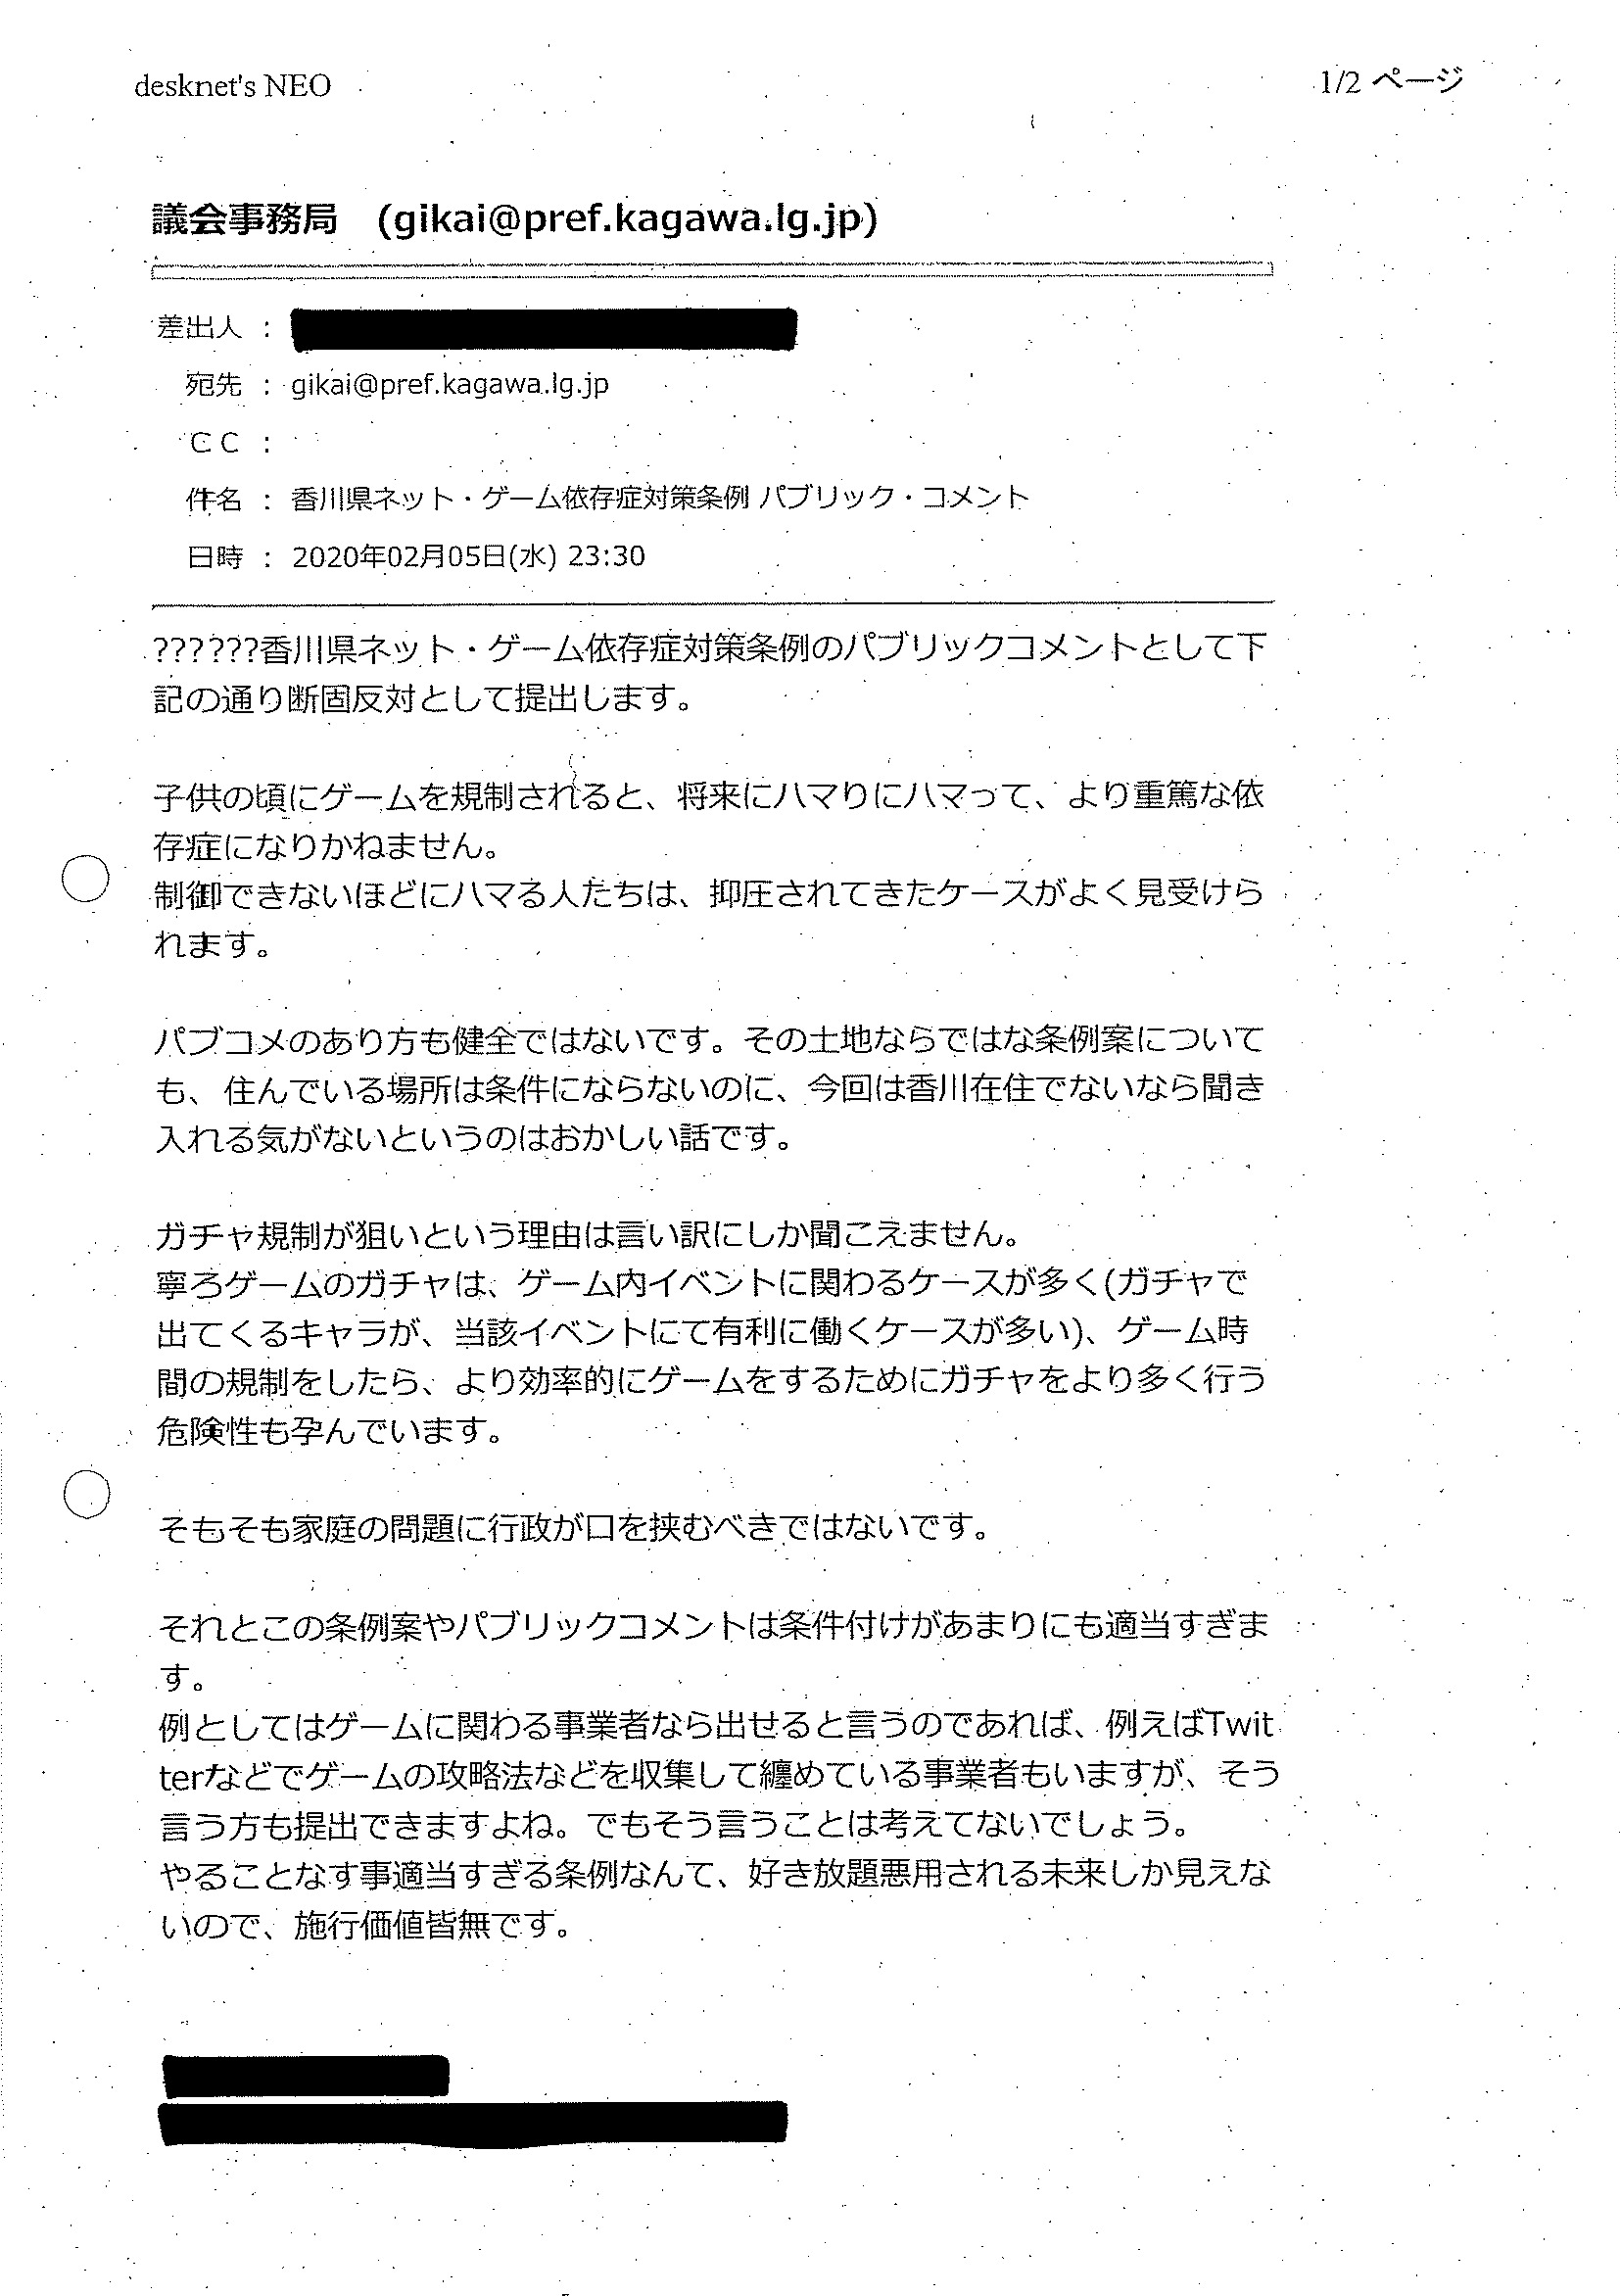 desknet's NEO
1/2 ページ
議会事務局 (gikai@pref.kagawa.lg.jp)
差出人 :
宛先 : gikai@pref.kagawa.lg.jp
CC :
件名 : 香川県ネット・ゲーム依存症対策条例 パブリック・コメント
日時 : 2020年02月05日(水) 23:30
??????香川県ネット・ゲーム依存症対策条例のパブリックコメントとして下
記の通り断固反対として提出します。
子供の頃にゲームを規制されると、将来にハマりにハマって、より重篤な依
存症になりかねません。
制御できないほどにハマる人たちは、抑圧されてきたケースがよく見受けら
れます。
パブコメのあり方も健全ではないです。その土地ならではな条例案について
も、住んでいる場所は条件にならないのに、今回は香川在住でないなら聞き
入れる気がないというのはおかしい話です。
ガチャ規制が狙いという理由は言い訳にしか聞こえません。
寧ろゲームのガチャは、ゲーム内イベントに関わるケースが多く(ガチャで
出てくるキャラが、当該イベントにて有利に働くケースが多い)、ゲーム時
間の規制をしたら、より効率的にゲームをするためにガチャをより多く行う
危険性も孕んでいます。
そもそも家庭の問題に行政が口を挟むべきではないです。
それとこの条例案やパブリックコメントは条件付けがあまりにも適当すぎま
す。
例としてはゲームに関わる事業者なら出せると言うのであれば、例えばTwit
terなどでゲームの攻略法などを収集して纏めている事業者もいますが、そう
言う方も提出できますよね。でもそう言うことは考えてないでしょう。
やることなす事適当すぎる条例なんて、好き放題悪用される未来しか見えな
いので、施行価値皆無です。